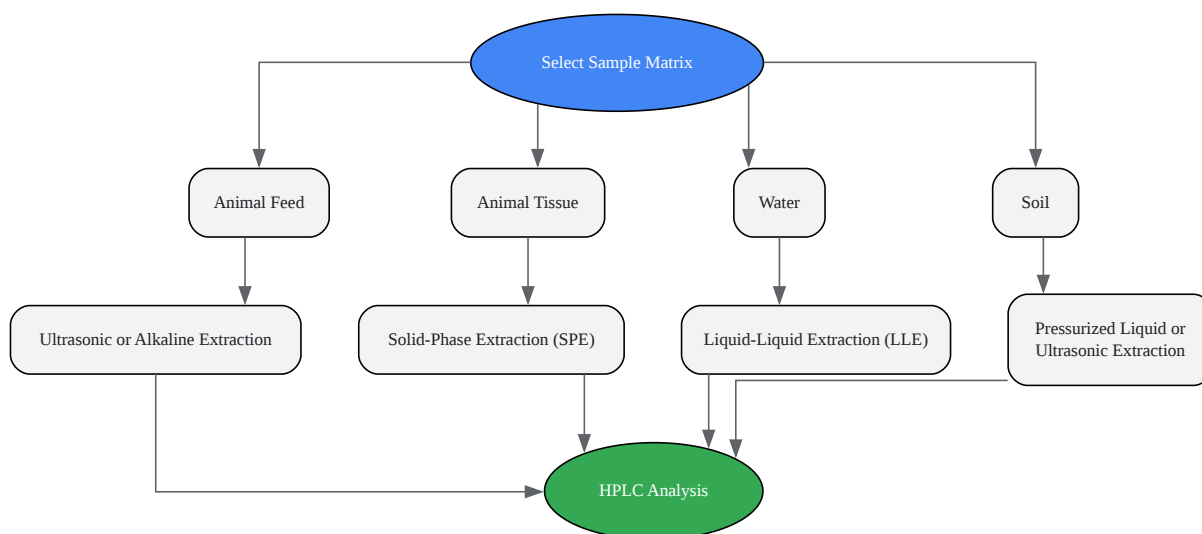 Select Sample Matrix
Animal Feed
Animal Tissue
Water
Soil
Ultrasonic or Alkaline Extraction
Solid-Phase Extraction (SPE)
Liquid-Liquid Extraction (LLE)
Pressurized Liquid or
Ultrasonic Extraction
HPLC Analysis